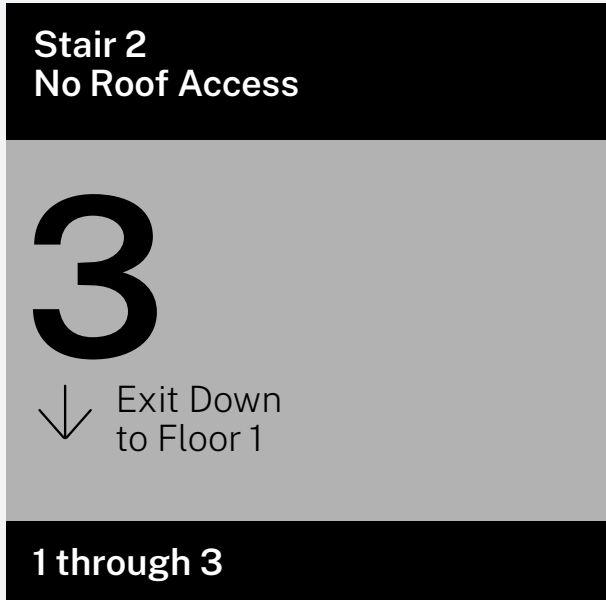 Stair 2
No Roof Access
3
Exit Down
to Floor 1
1 through 3